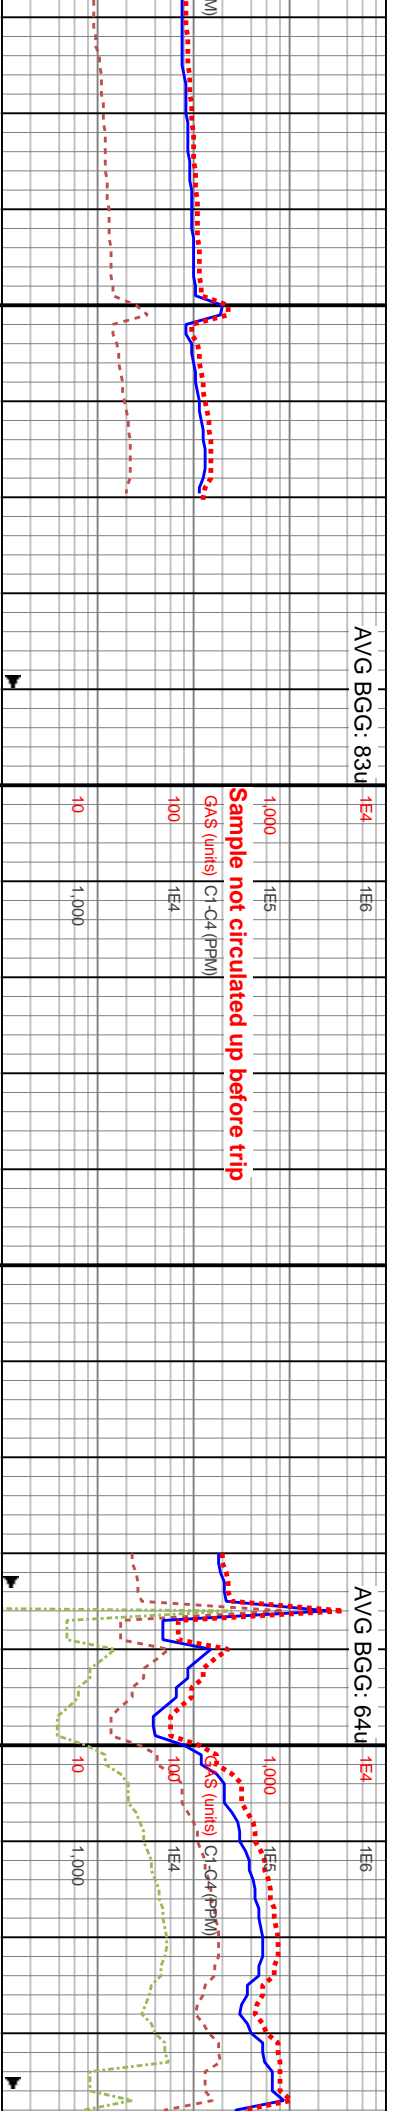 M)
AVG BGG: 83u
10 100 1,000 1E4
GAS (units) C1-C4 (PPM)
1,000 1E4 1E5 1E6
Sample not circulated up before trip
AVG BGG: 64u
10 100 1,000 1E4
GAS (units) C1-C4 (PPM)
1,000 1E4 1E5 1E6